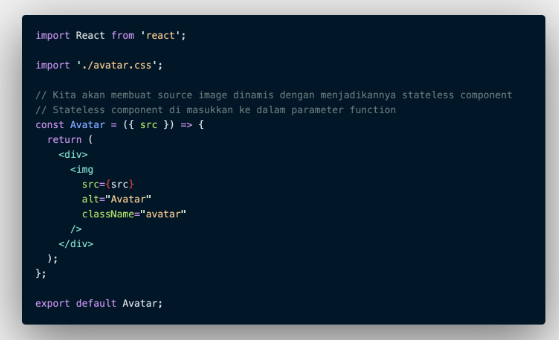 import React from 'react';
import './avatar.css';
// Kita akan membuat source image dinamis dengan menjadikannya stateless component
// Stateless component di masukkan ke dalam parameter function
const Avatar = ({ src }) => {
  return (
    <div>
      <img
        src={src}
        alt="Avatar"
        className="avatar"
      />
    </div>
  );
};
export default Avatar;